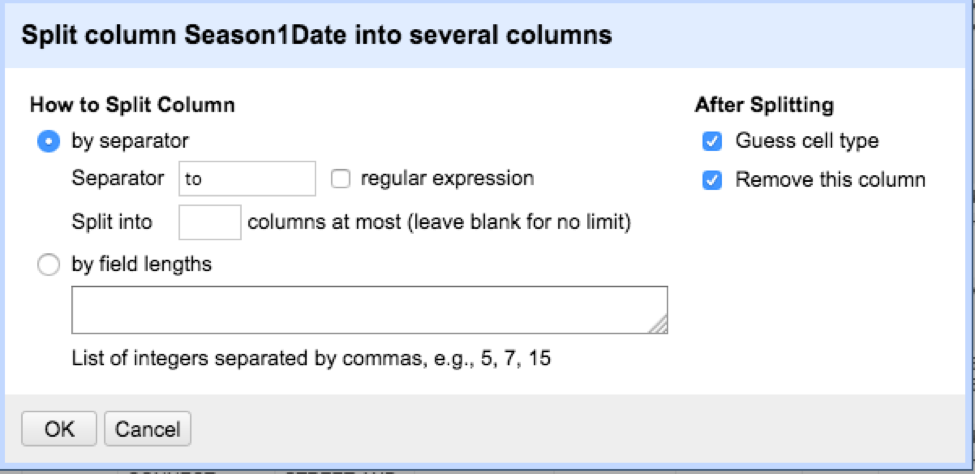 Split column Season1Date into several columns
How to Split Column
by separator
Separator to regular expression
Split into columns at most (leave blank for no limit)
by field lengths
List of integers separated by commas, e.g., 5, 7, 15
After Splitting
Guess cell type
Remove this column
OK Cancel